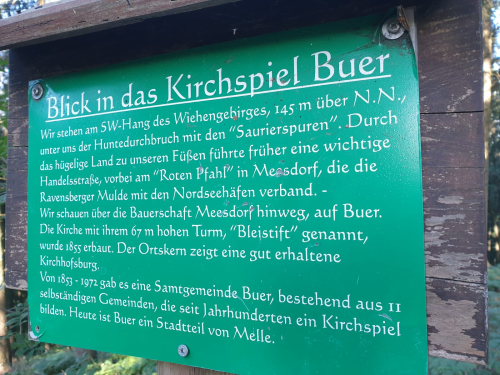 Blick in das Kirchspiel Buer
Wir stehen am SW-Hang des Wiehengebirges, 145 m über N.N.,
unter uns der Huntedurchbruch mit den "Saurierspuren". Durch
das hügelige Land zu unseren Füßen führte früher eine wichtige
Handelsstraße, vorbei am "Roten Pfahl" in Meesdorf, die die
Ravensberger Mulde mit den Nordseehäfen verband. -
Wir schauen über die Bauerschaft Meesdorf hinweg, auf Buer.
Die Kirche mit ihrem 67 m hohen Turm, "Bleistift" genannt,
wurde 1855 erbaut. Der Ortskern zeigt eine gut erhaltene
Kirchhofsburg.
Von 1853 - 1972 gab es eine Samtgemeinde Buer, bestehend aus 11
selbständigen Gemeinden, die seit Jahrhunderten ein Kirchspiel
bilden. Heute ist Buer ein Stadtteil von Melle.